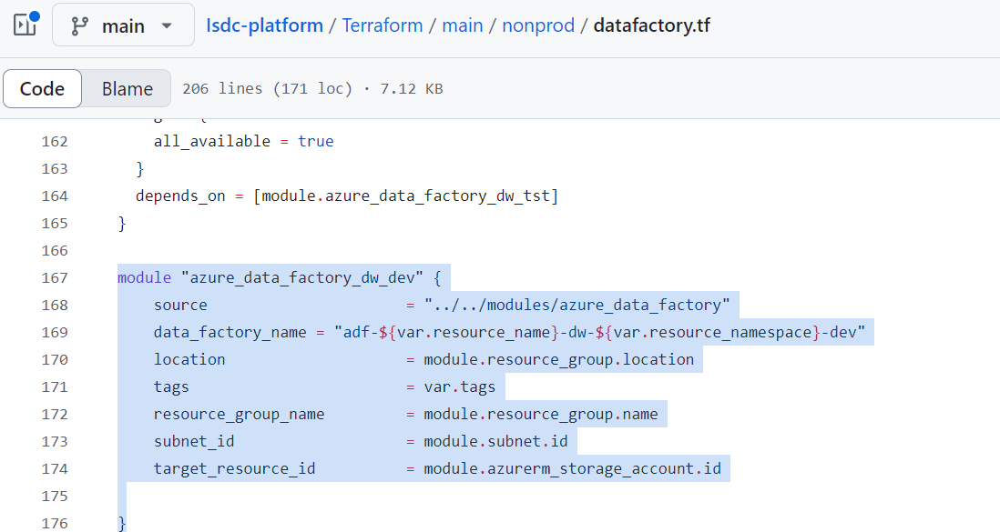 main
lsdc-platform / Terraform / main / nonprod / datafactory.tf
Code Blame 206 lines (171 loc) · 7.12 KB
162 all_available = true
163 }
164 depends_on = [module.azure_data_factory_dw_tst]
165 }
166
167 module "azure_data_factory_dw_dev" {
168 source = "../../modules/azure_data_factory"
169 data_factory_name = "adf-${var.resource_name}-dw-${var.resource_namespace}-dev"
170 location = module.resource_group.location
171 tags = var.tags
172 resource_group_name = module.resource_group.name
173 subnet_id = module.subnet.id
174 target_resource_id = module.azurerm_storage_account.id
175
176 }